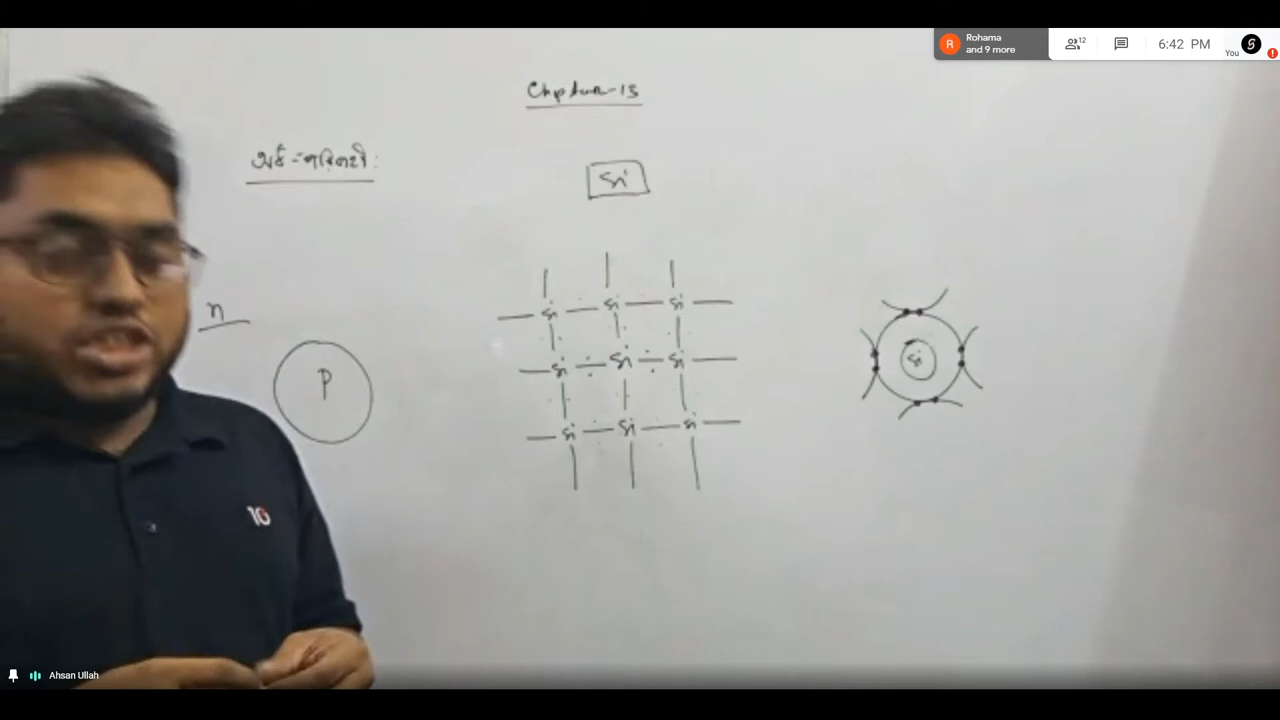 Rohama
and 9 more
12
6:42 PM
You
Chapter-13
অর্ধ-পরিবাহী:
Si
n
P
Si Si Si
Si Si Si
Si Si Si
Si
10
Ahsan Ullah